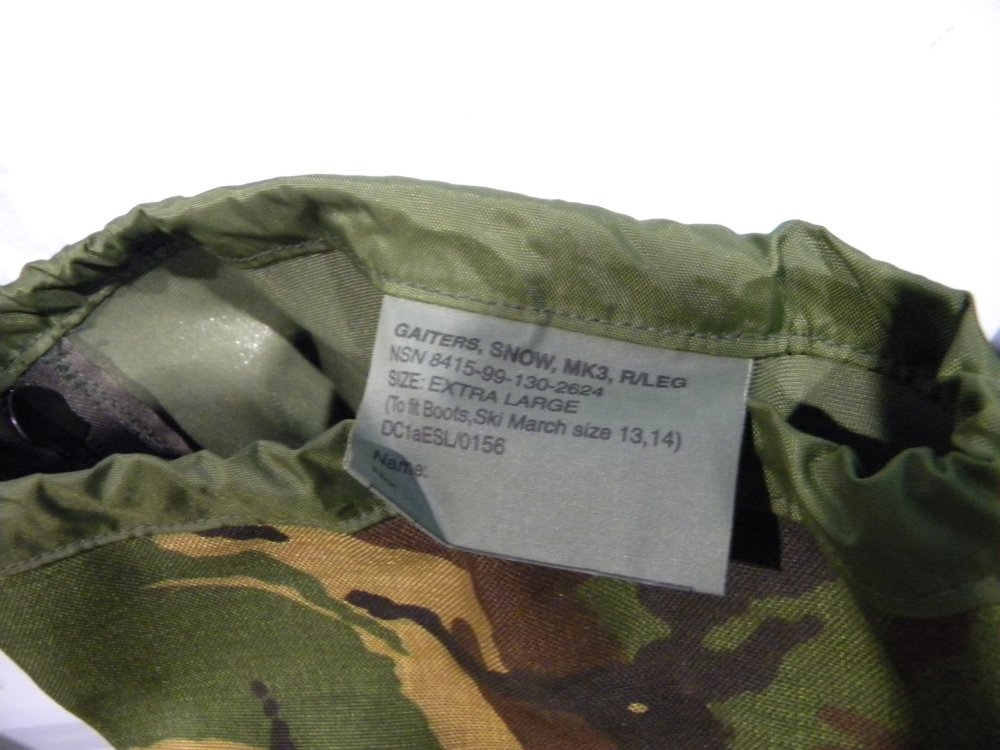 GAITERS, SNOW, MK3, R/LEG
NSN 8415-99-130-2624
SIZE: EXTRA LARGE
(To fit Boots,Ski March size 13,14)
DC1aESL/0156
Name: